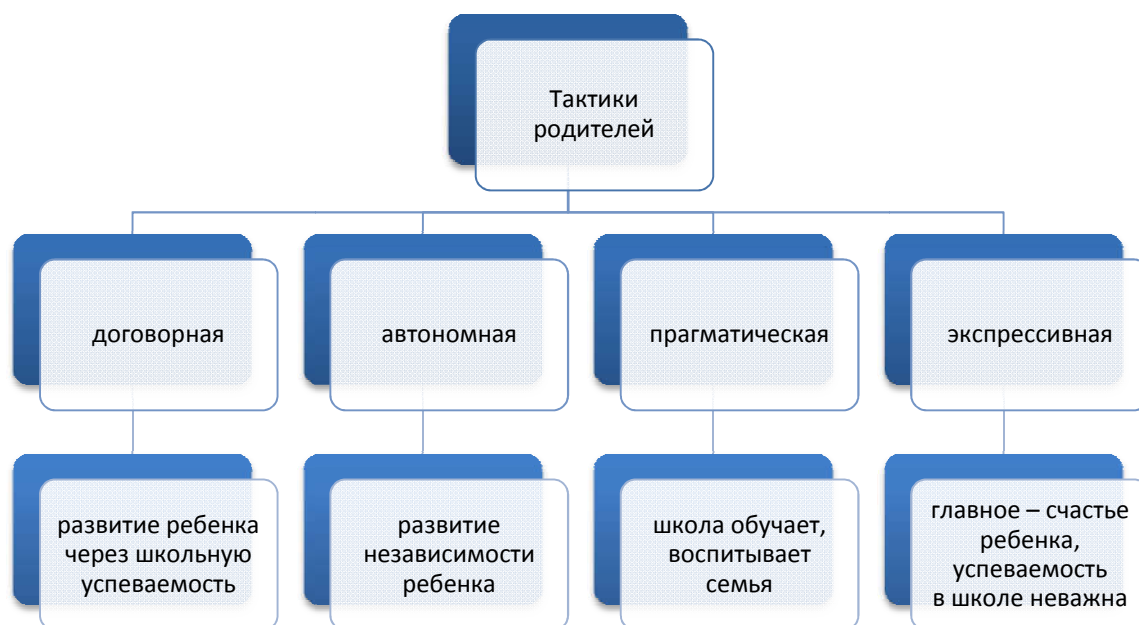 Тактики
родителей
договорная
автономная
прагматическая
экспрессивная
развитие ребенка
через школьную
успеваемость
развитие
независимости
ребенка
школа обучает,
воспитывает
семья
главное – счастье
ребенка,
успеваемость
в школе неважна